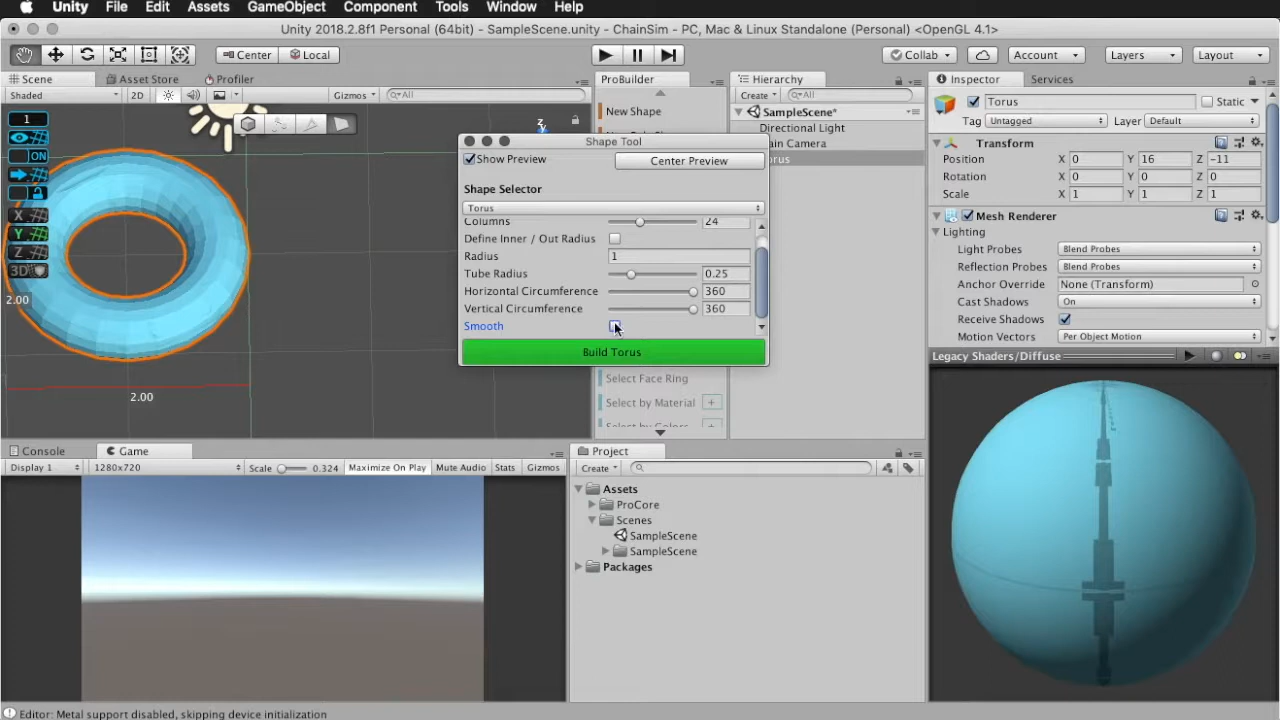 Unity File Edit Assets GameObject Component Tools Window Help
Unity 2018.2.8f1 Personal (64bit) - SampleScene.unity - ChainSim - PC, Mac & Linux Standalone (Personal) <OpenGL 4.1>
Center Local Collab Account Layers Layout
Scene Asset Store Profiler
Shaded 2D Gizmos All
1
ON
X
Y
Z
3D
2.00
2.00
z
ProBuilder
New Shape
Select Face Ring
Select by Material +
Shape Tool
Show Preview Center Preview
Shape Selector
Torus
Columns 24
Define Inner / Out Radius
Radius 1
Tube Radius 0.25
Horizontal Circumference 360
Vertical Circumference 360
Smooth
Build Torus
Hierarchy
Create All
SampleScene*
Directional Light
ain Camera
orus
Inspector Services
Torus Static
Tag Untagged Layer Default
Transform
Position X 0 Y 16 Z -11
Rotation X 0 Y 0 Z 0
Scale X 1 Y 1 Z 1
Mesh Renderer
Lighting
Light Probes Blend Probes
Reflection Probes Blend Probes
Anchor Override None (Transform)
Cast Shadows On
Receive Shadows
Motion Vectors Per Object Motion
Legacy Shaders/Diffuse
Console Game
Display 1 1280x720 Scale 0.324 Maximize On Play Mute Audio Stats Gizmos
Project
Create
Assets
ProCore
Scenes
SampleScene
SampleScene
Packages
Editor: Metal support disabled, skipping device initialization